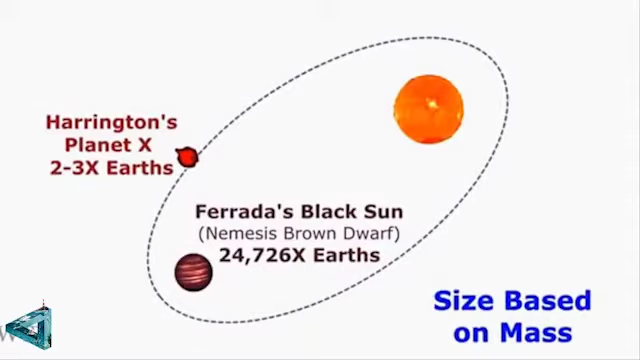 Harrington's
Planet X
2-3X Earths
Ferrada's Black Sun
(Nemesis Brown Dwarf)
24,726X Earths
Size Based
on Mass